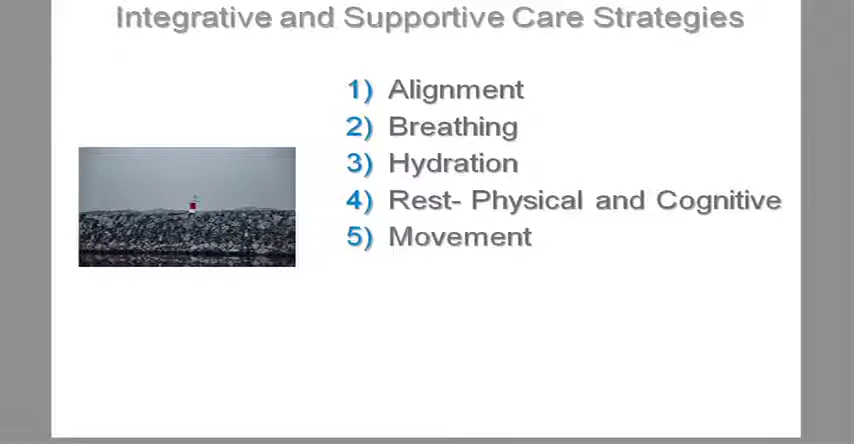 Integrative and Supportive Care Strategies
1) Alignment
2) Breathing
3) Hydration
4) Rest- Physical and Cognitive
5) Movement